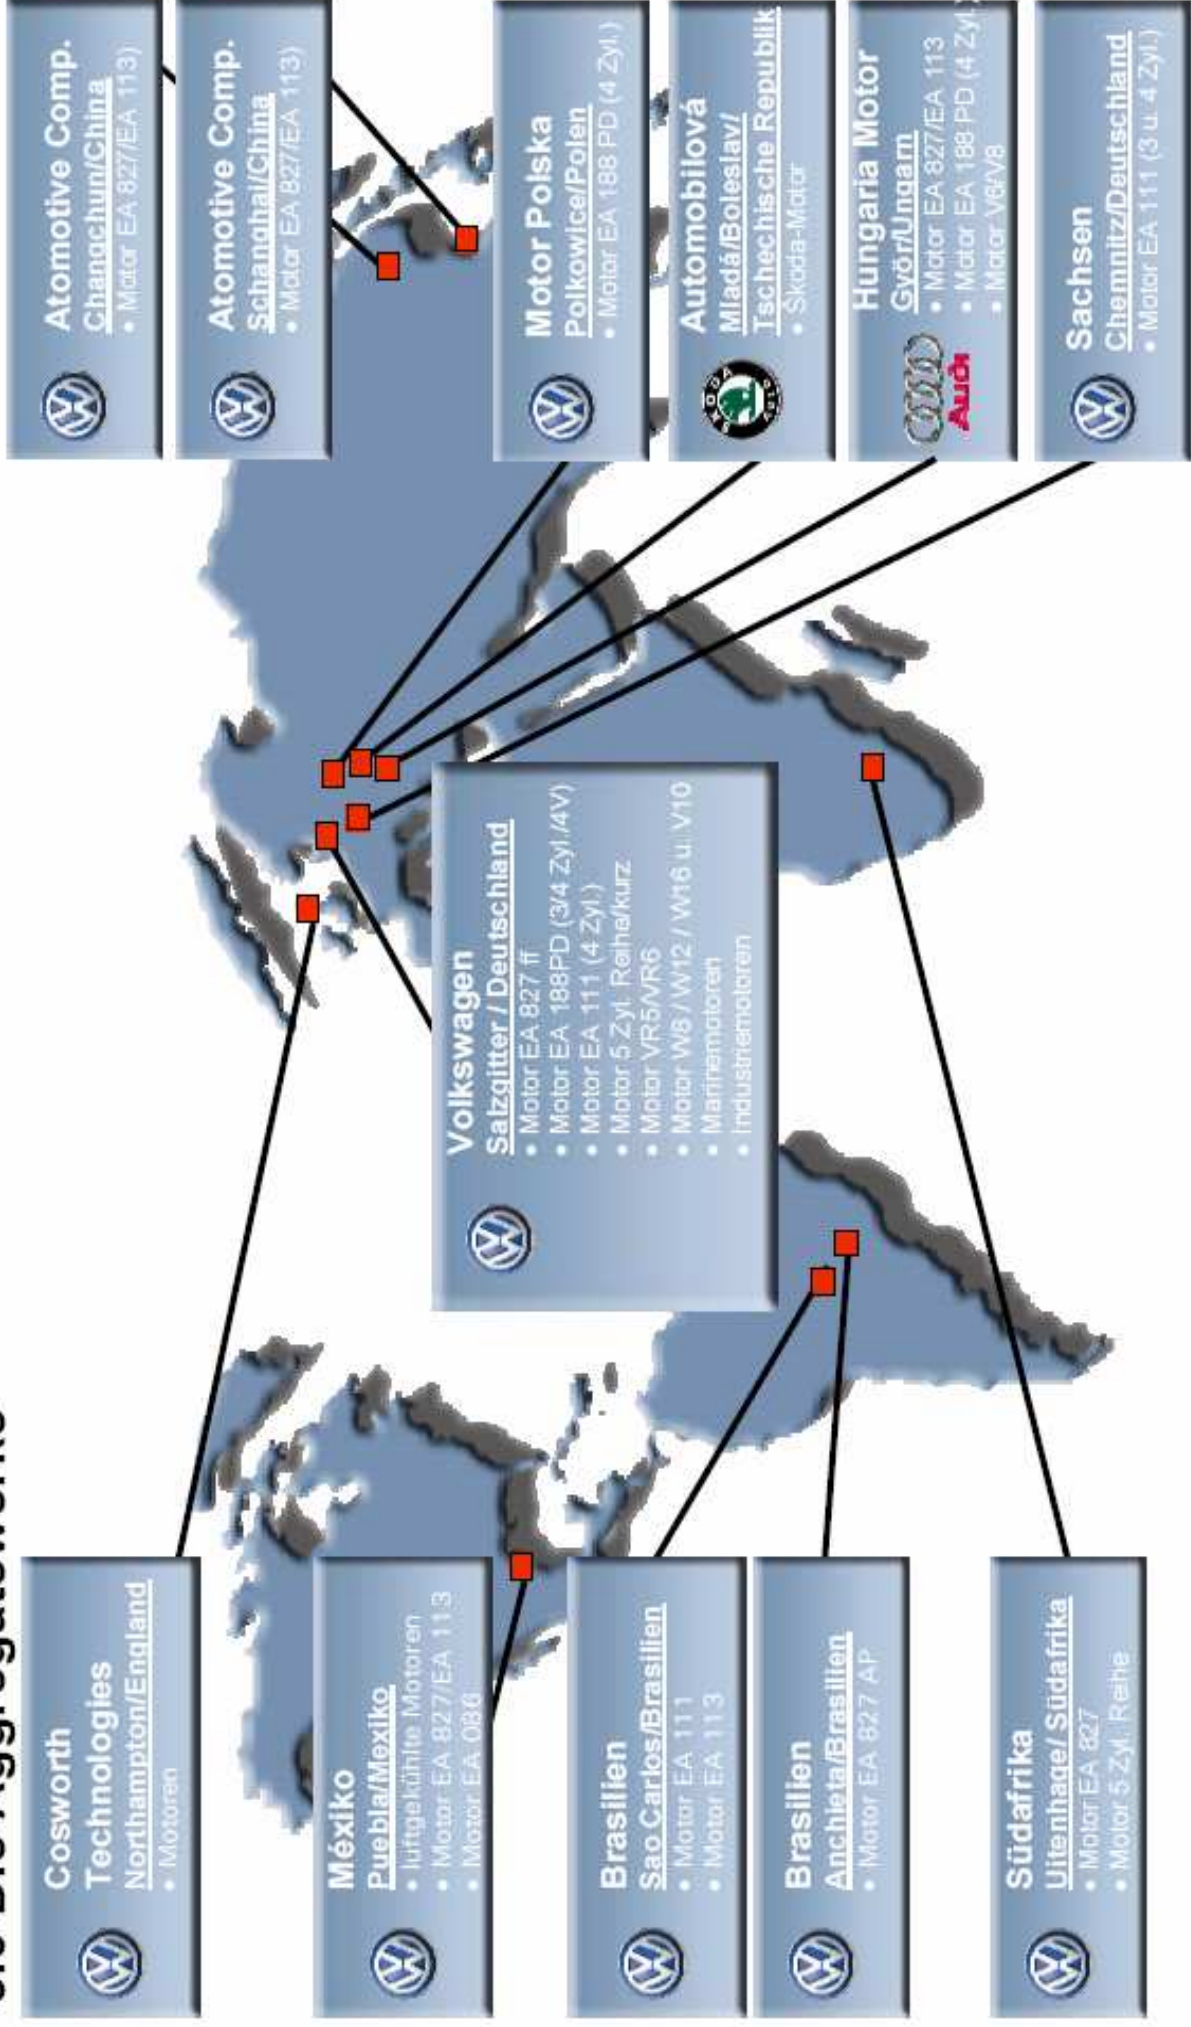 Cosworth
Technologies
Northampton/England
• Motoren
México
Puebla/Mexiko
• luftgekühlte Motoren
• Motor EA 827/EA 113
• Motor EA 086
Brasilien
Sao Carlos/Brasilien
• Motor EA 111
• Motor EA 113
Brasilien
Anchieta/Brasilien
• Motor EA 827 AP
Südafrika
Uitenhage/ Südafrika
• Motor EA 827
• Motor 5 Zyl. Reihe
Volkswagen
Salzgitter / Deutschland
• Motor EA 827 ff
• Motor EA 188PD (3/4 Zyl./4V)
• Motor EA 111 (4 Zyl.)
• Motor 5 Zyl. Reihe/kurz
• Motor VR5/VR6
• Motor W8 / W12 / W16 u. V10
• Marinemotoren
• Industriemotoren
Atomotive Comp.
Changchun/China
• Motor EA 827/EA 113)
Atomotive Comp.
Schanghai/China
• Motor EA 827/EA 113)
Motor Polska
Polkowice/Polen
• Motor EA 188 PD (4 Zyl.)
ŠKODA
Auto
Automobilová
Mladá/Boleslav/
Tschechische Republik
• Škoda-Motor
Audi
Hungaria Motor
Györ/Ungarn
• Motor EA 827/EA 113
• Motor EA 188 PD (4 Zyl.)
• Motor V6/V8
Sachsen
Chemnitz/Deutschland
• Motor EA 111 (3 u. 4 Zyl.)